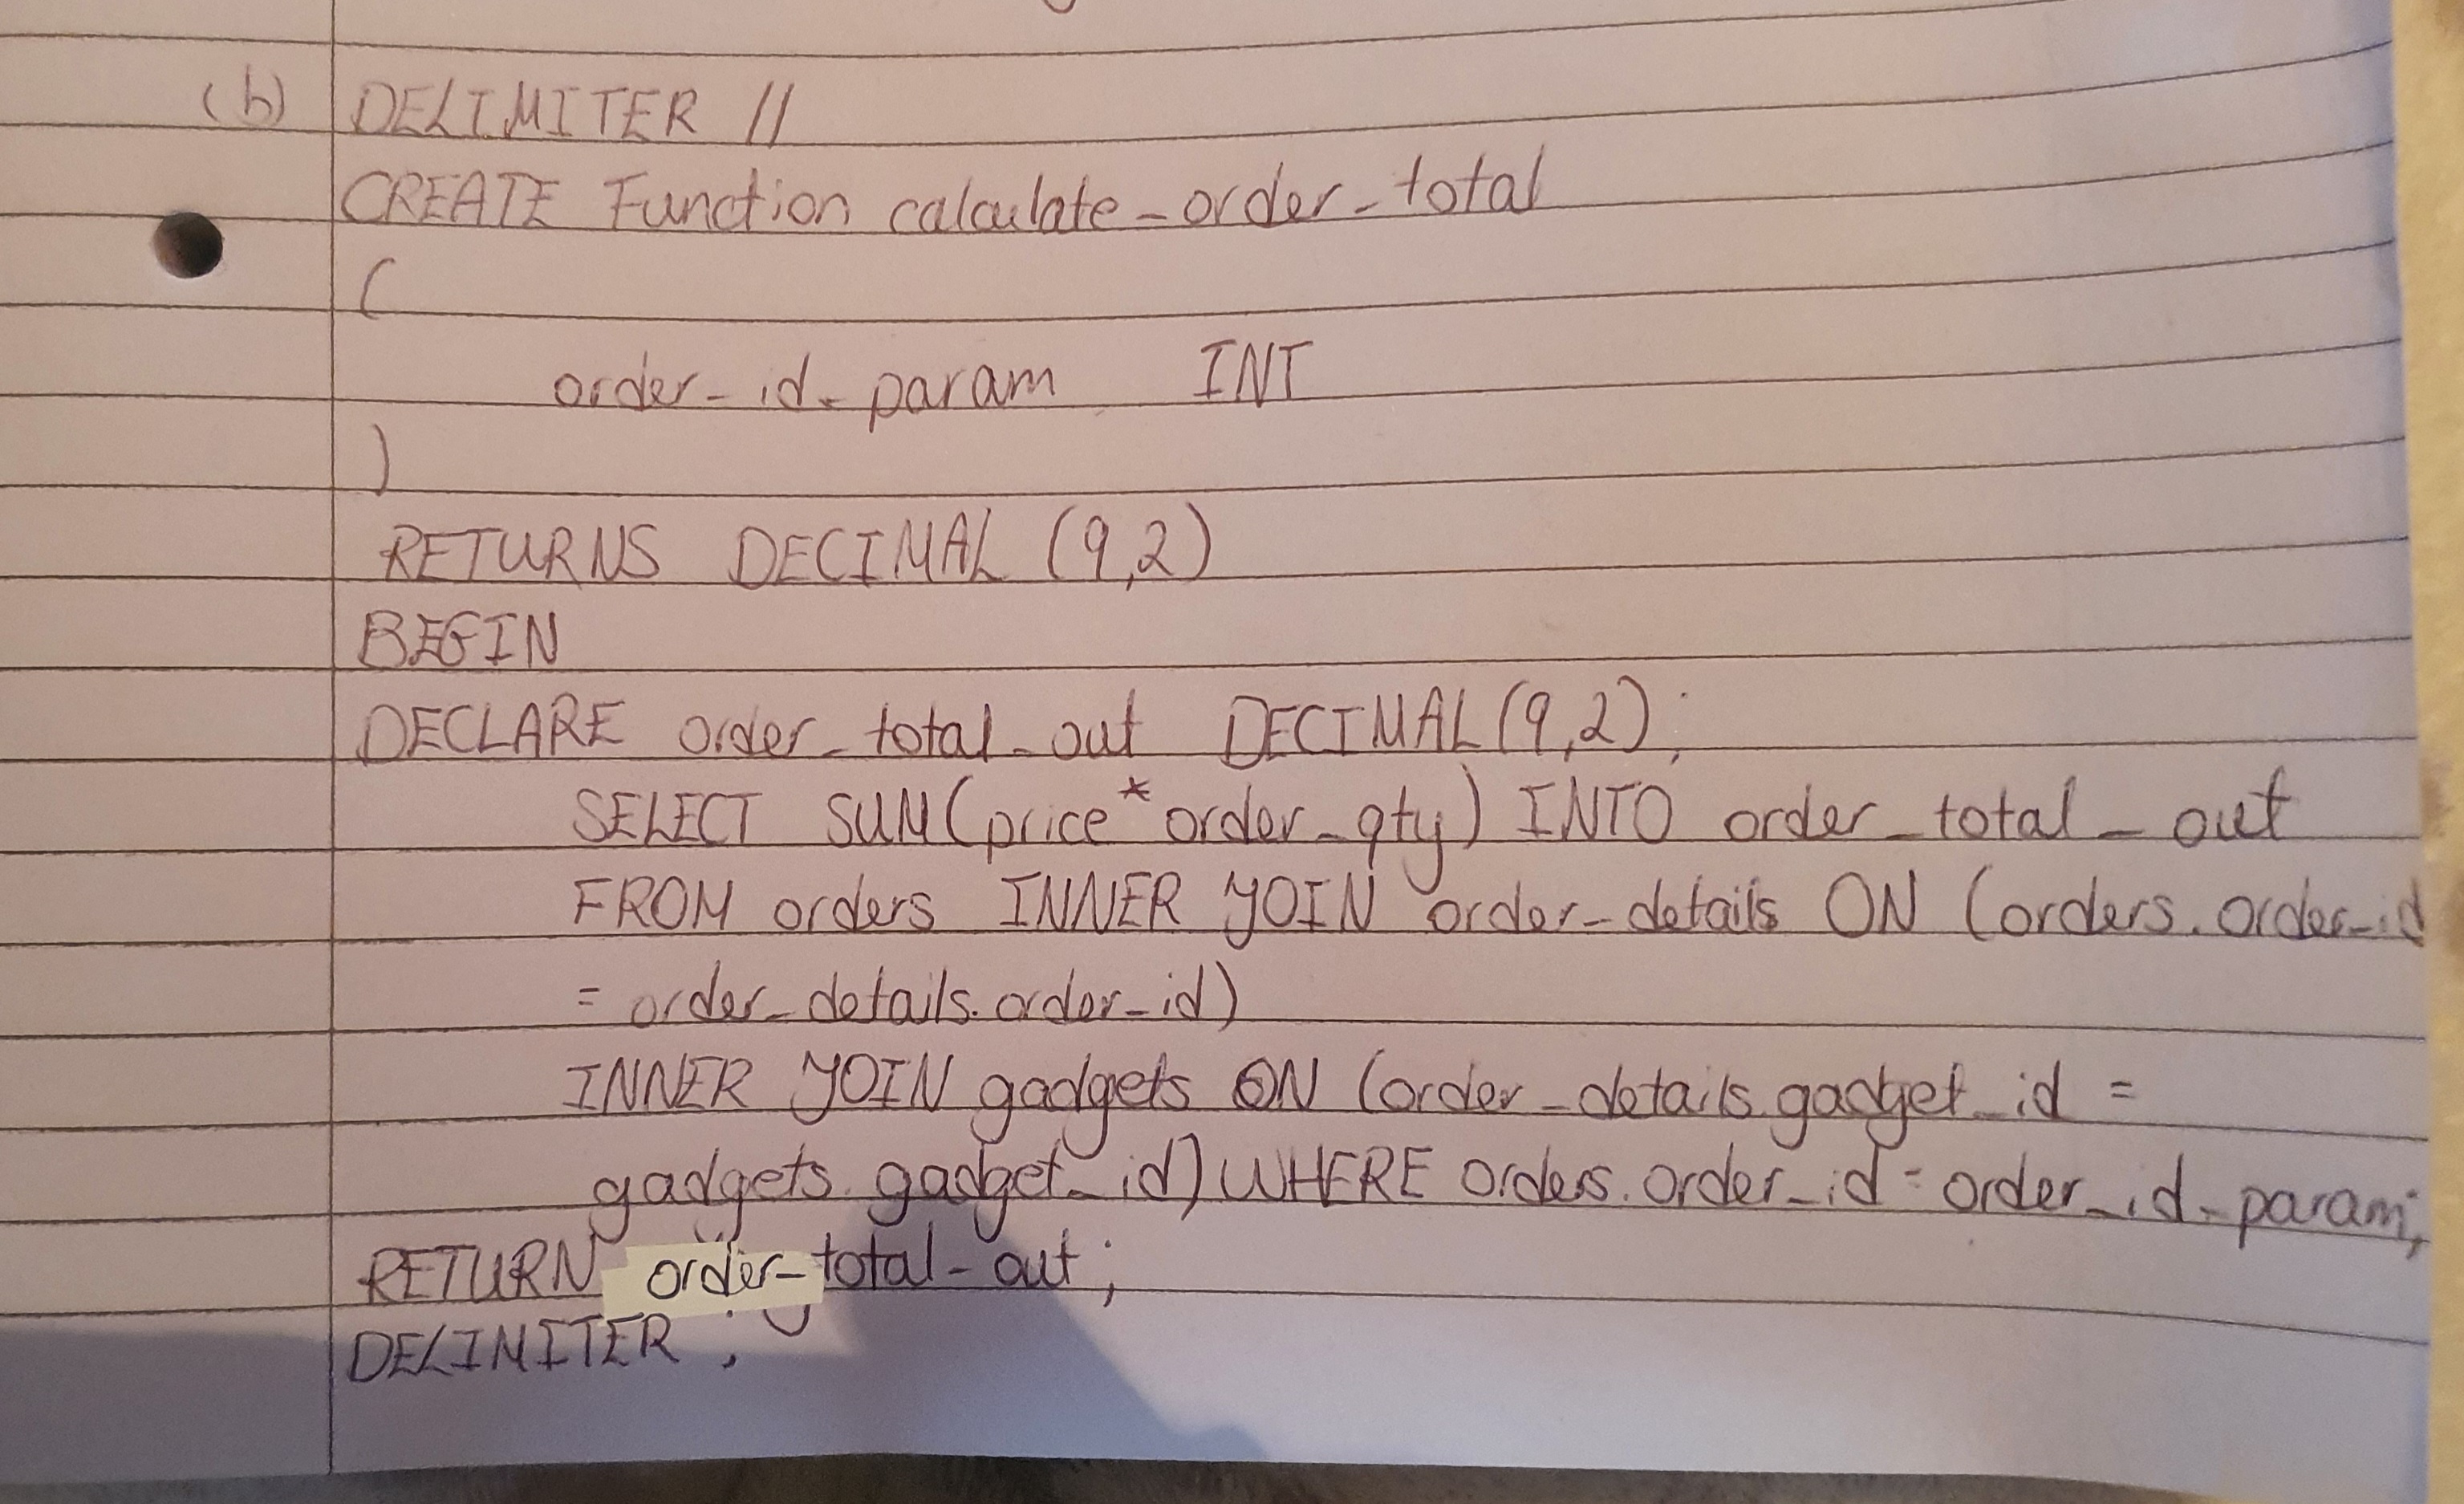 (b) DELIMITER //
CREATE Function calculate_order_total
(
order_id_param INT
)
RETURNS DECIMAL (9,2)
BEGIN
DECLARE order_total_out DECIMAL(9,2);
SELECT SUM(price*order_qty) INTO order_total_out
FROM orders INNER JOIN order_details ON (orders.order_id
= order_details.order_id)
INNER JOIN gadgets ON (order_details.gadget_id =
gadgets.gadget_id) WHERE orders.order_id = order_id_param;
RETURN order_total_out;
DELIMITER ;